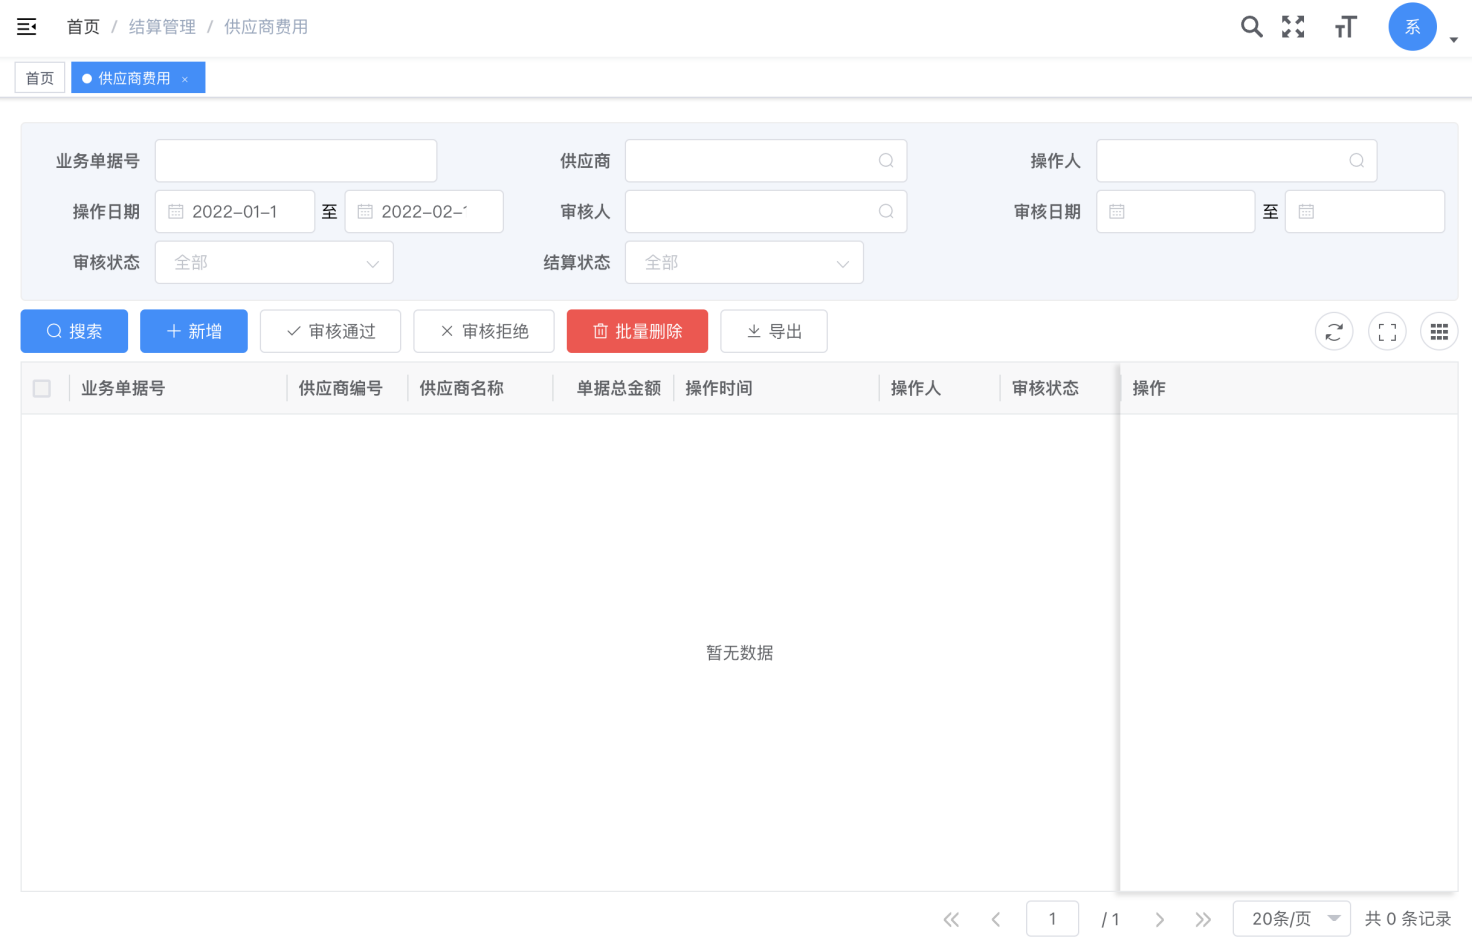 首页 / 结算管理 / 供应商费用
系
首页 供应商费用 ×
业务单据号 供应商 操作人
操作日期 2022-01-1 至 2022-02- 审核人 审核日期 至
审核状态 全部 结算状态 全部
搜索 新增 审核通过 审核拒绝 批量删除 导出
业务单据号 供应商编号 供应商名称 单据总金额 操作时间 操作人 审核状态 操作
暂无数据
1 / 1 20条/页 共 0 条记录